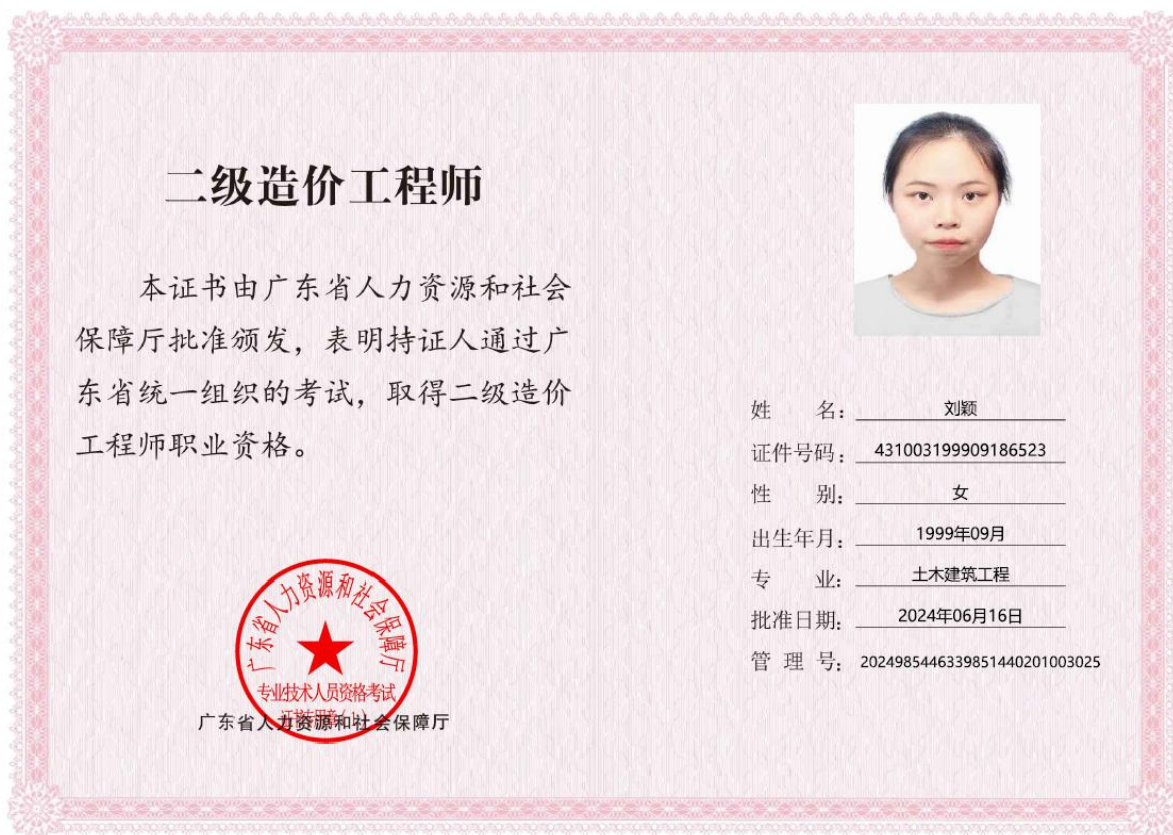 二级造价工程师
本证书由广东省人力资源和社会
保障厅批准颁发，表明持证人通过广
东省统一组织的考试，取得二级造价
工程师职业资格。
广东省人力资源和社会保障厅
专业技术人员资格考试
广东省人力资源和社会保障厅
姓名：刘颖
证件号码：431003199909186523
性别：女
出生年月：1999年09月
专业：土木建筑工程
批准日期：2024年06月16日
管理号：2024985446339851440201003025